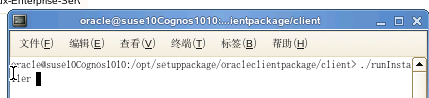 ux-Enterprise-Ser
oracle@suse10Cognos1010:...ientpackage/client
文件(F) 编辑(E) 查看(V) 终端(T) 标签(B) 帮助(H)
oracle@suse10Cognos1010:/opt/setuppackage/oracleclientpackage/client> ./runInsta
ller